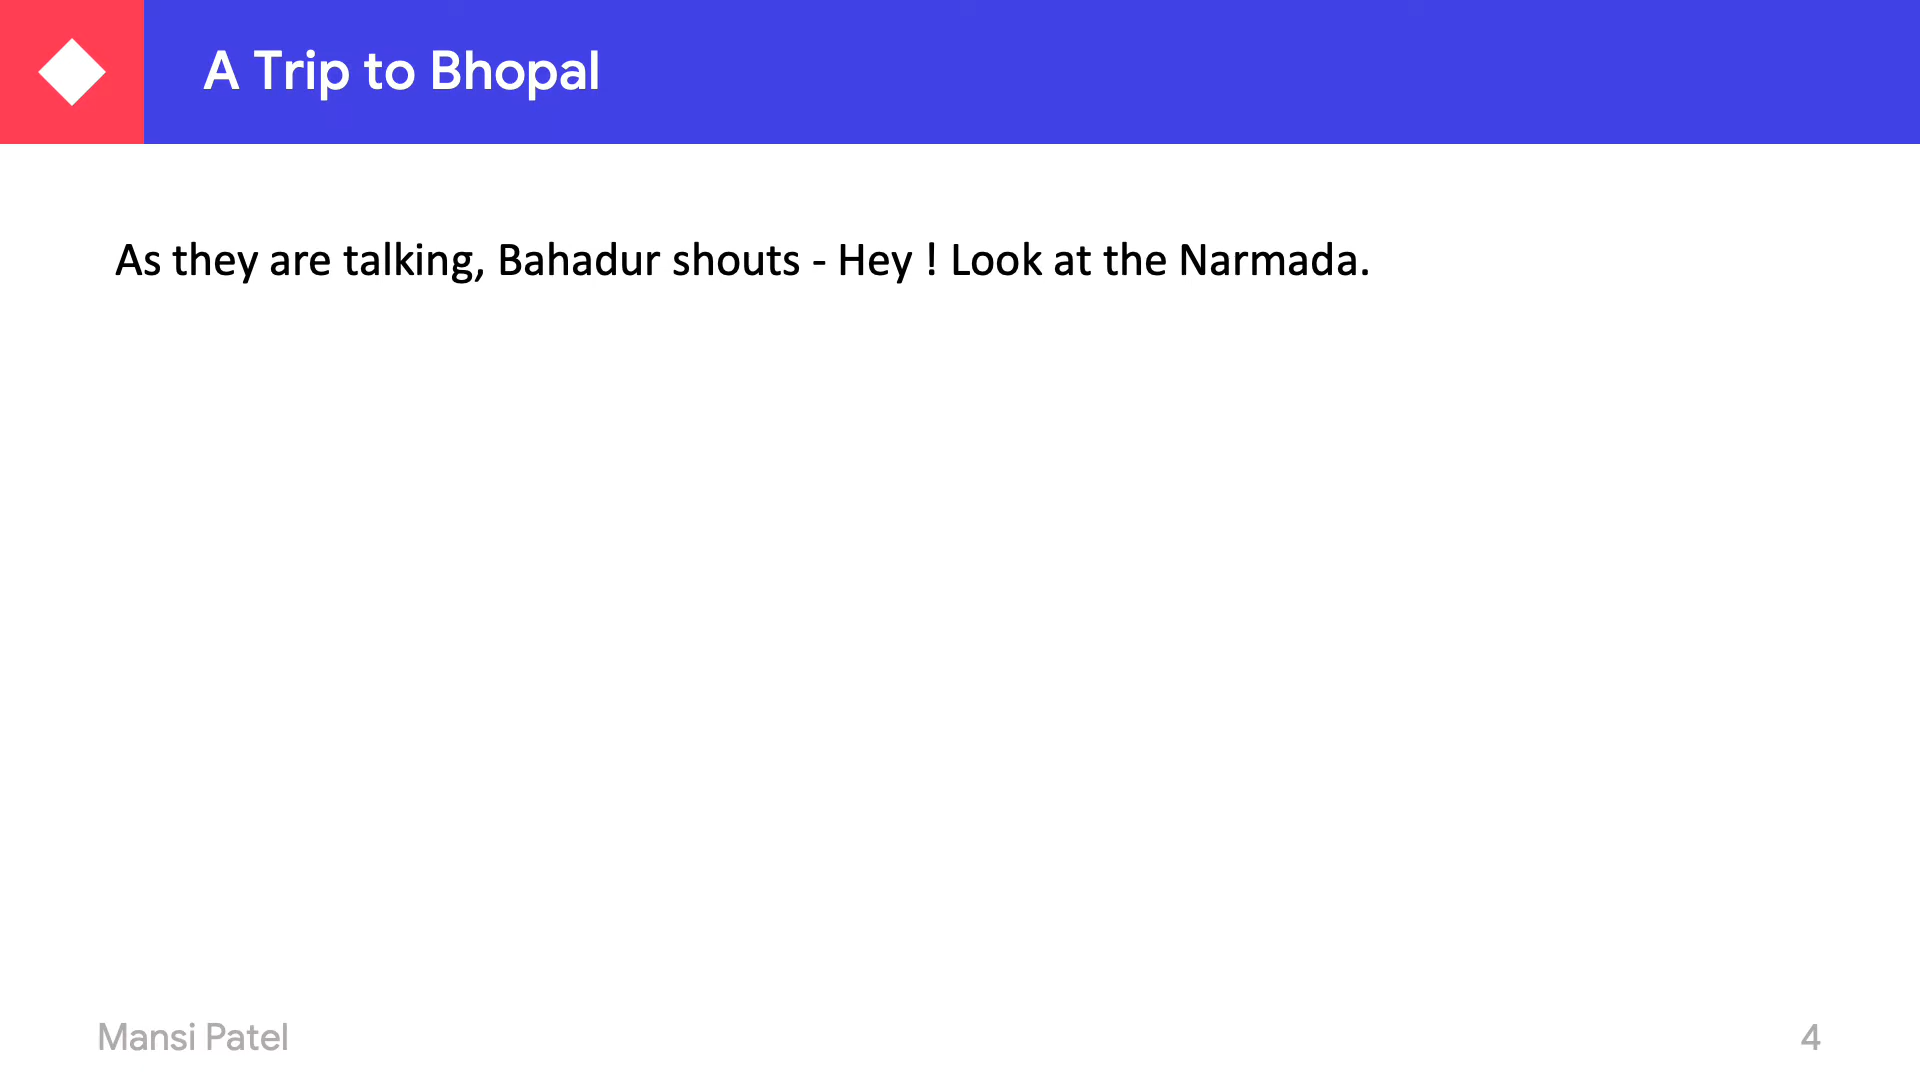 A Trip to Bhopal
As they are talking, Bahadur shouts - Hey ! Look at the Narmada.
Mansi Patel
4